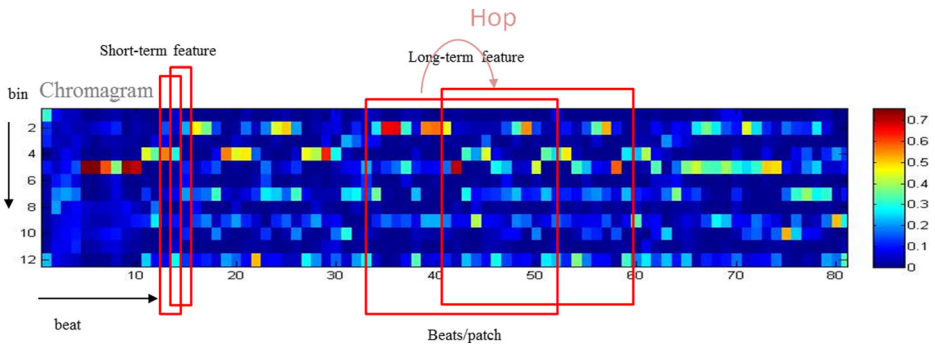 Hop
Short-term feature
Long-term feature
Chromagram
bin
2
4
6
8
10
12
10 20 30 40 50 60 70 80
0.7
0.6
0.5
0.4
0.3
0.2
0.1
0
beat
Beats/patch